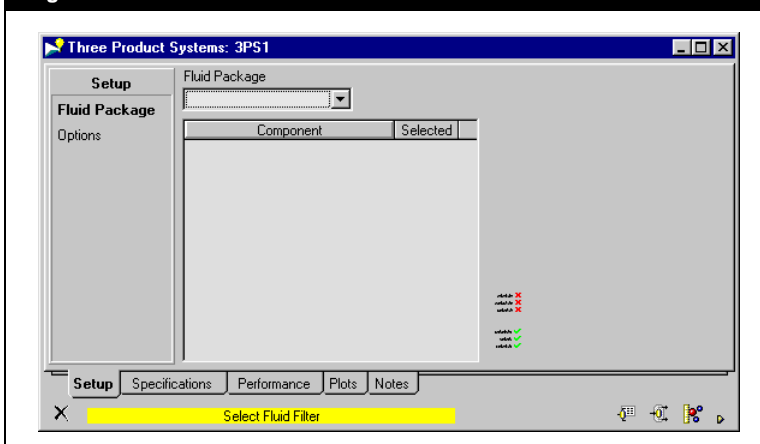 Three Product Systems: 3PS1
Setup
Fluid Package
Options
Fluid Package
Component Selected
Setup Specifications Performance Plots Notes
Select Fluid Filter